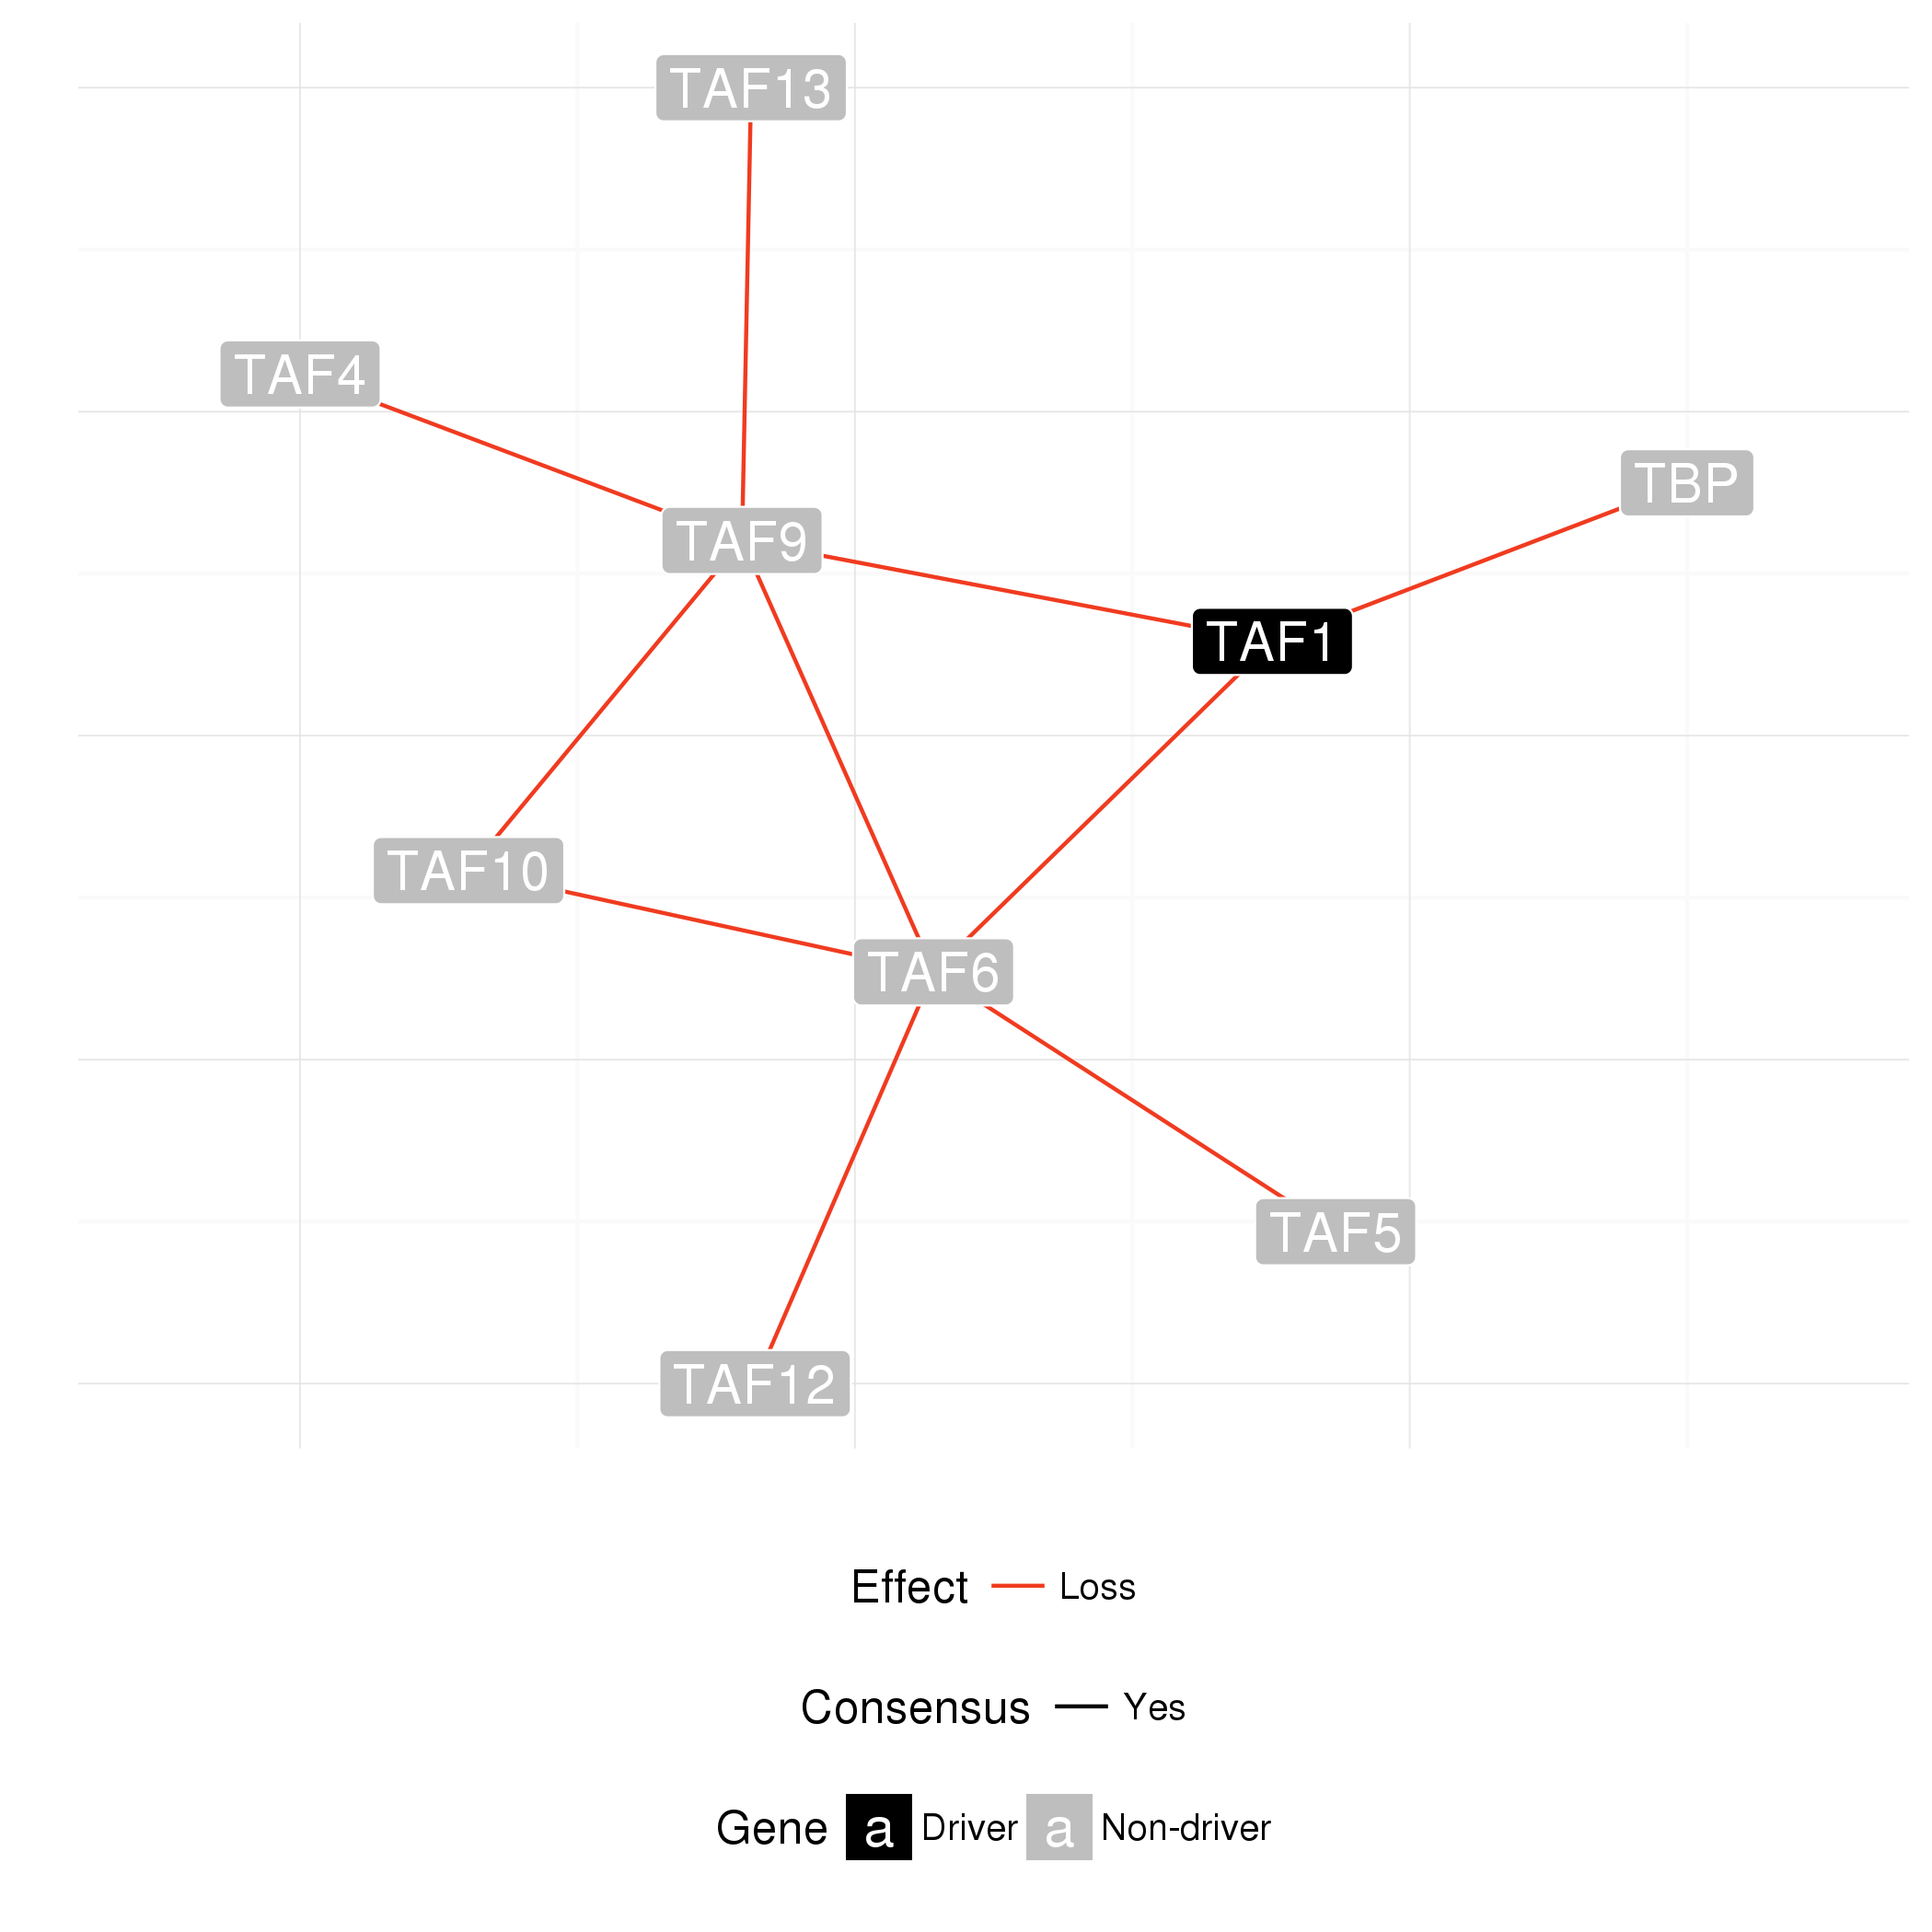 TAF13
TAF4
TBP
TAF9
TAF1
TAF10
TAF6
TAF5
TAF12
Effect Loss
Consensus Yes
Gene a Driver a Non-driver